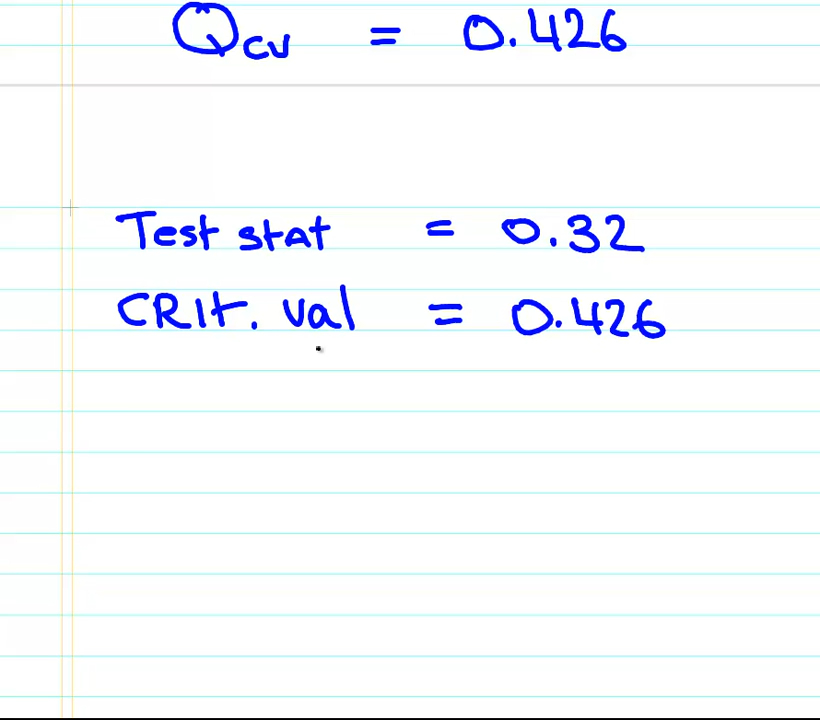 QCV = 0.426
Test stAt = 0.32
CRIt. Val = 0.426